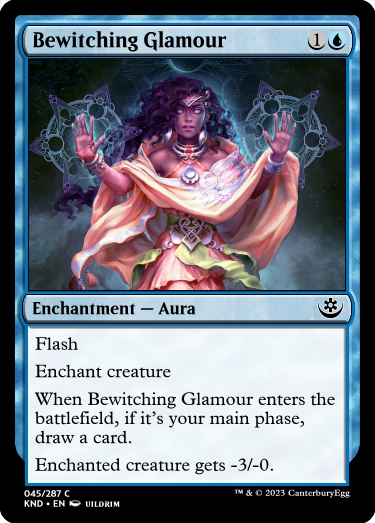 Bewitching Glamour 1
Enchantment — Aura
Flash
Enchant creature
When Bewitching Glamour enters the
battlefield, if it's your main phase,
draw a card.
Enchanted creature gets -3/-0.
045/287 C
KND • EN UILDRIM
™ & © 2023 CanterburyEgg